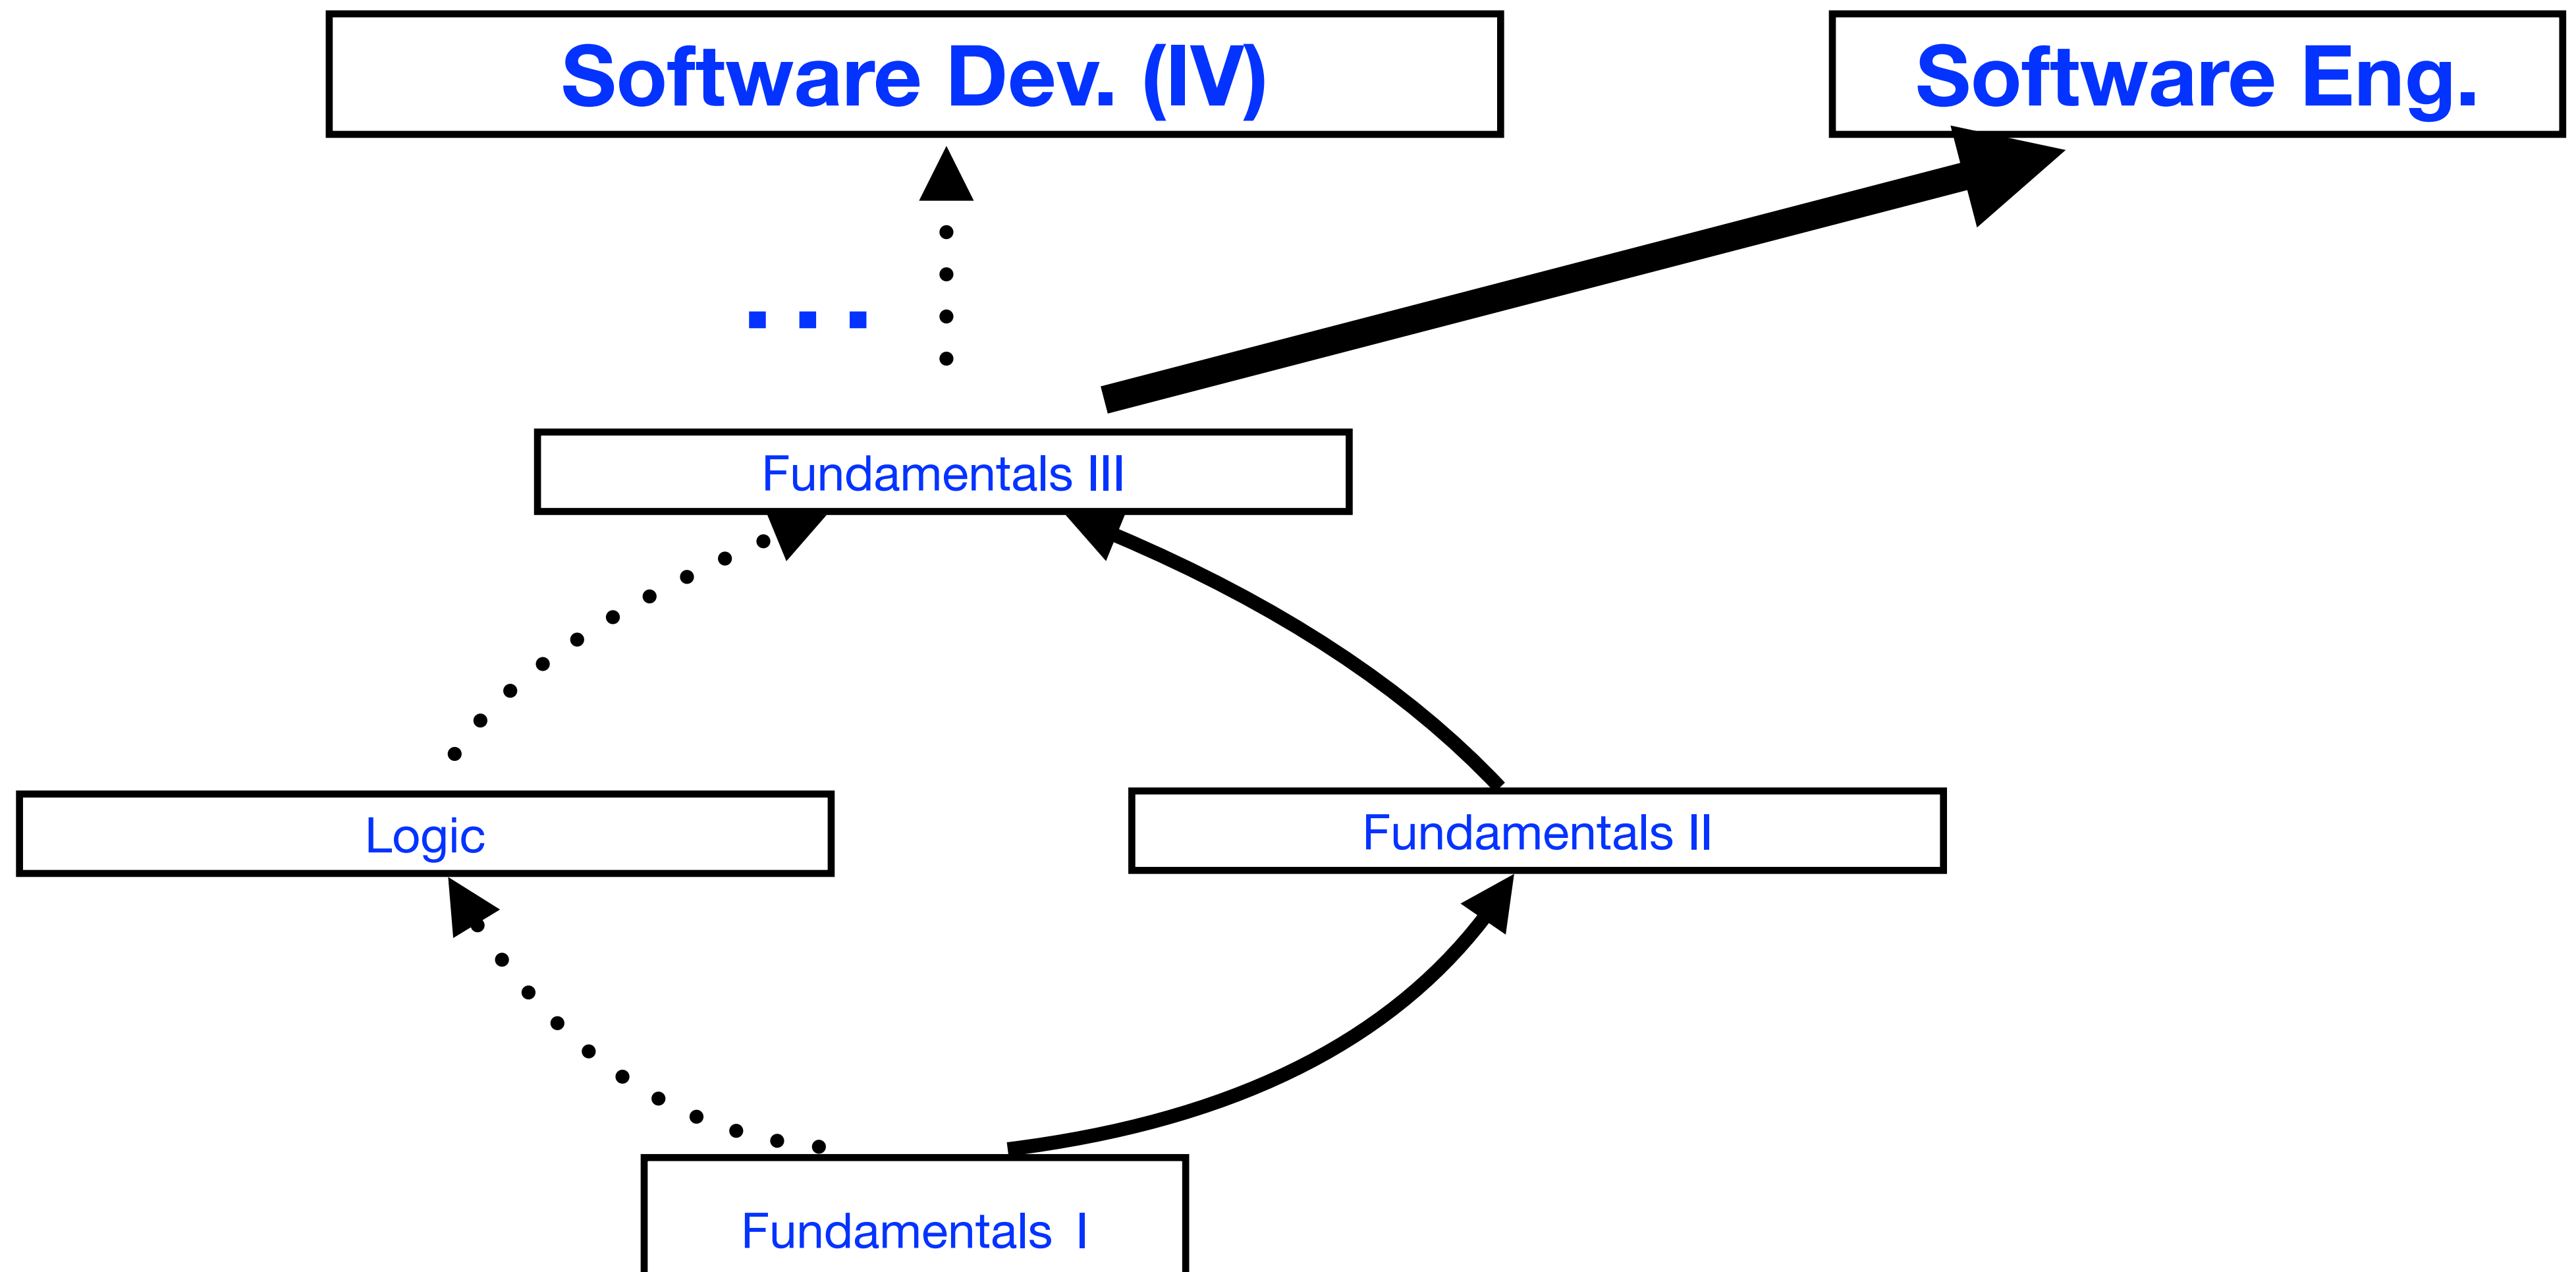 Software Dev. (IV)
Software Eng.
...
Fundamentals III
Logic
Fundamentals II
Fundamentals I